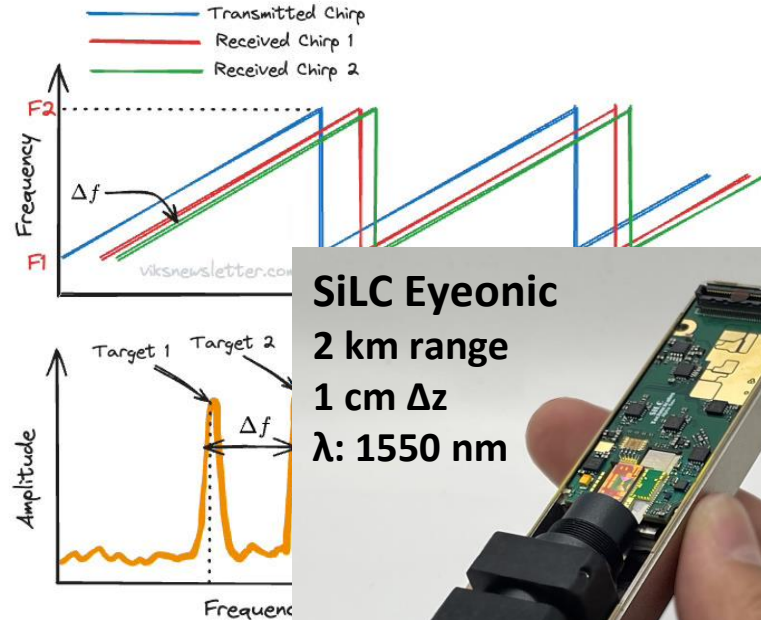 Transmitted Chirp
Received Chirp 1
Received Chirp 2
F2
Frequency
Δf
F1
viksnewsletter.com
SiLC Eyeonic
2 km range
1 cm Δz
λ: 1550 nm
Target 1
Target 2
Δf
Amplitude
SiLC